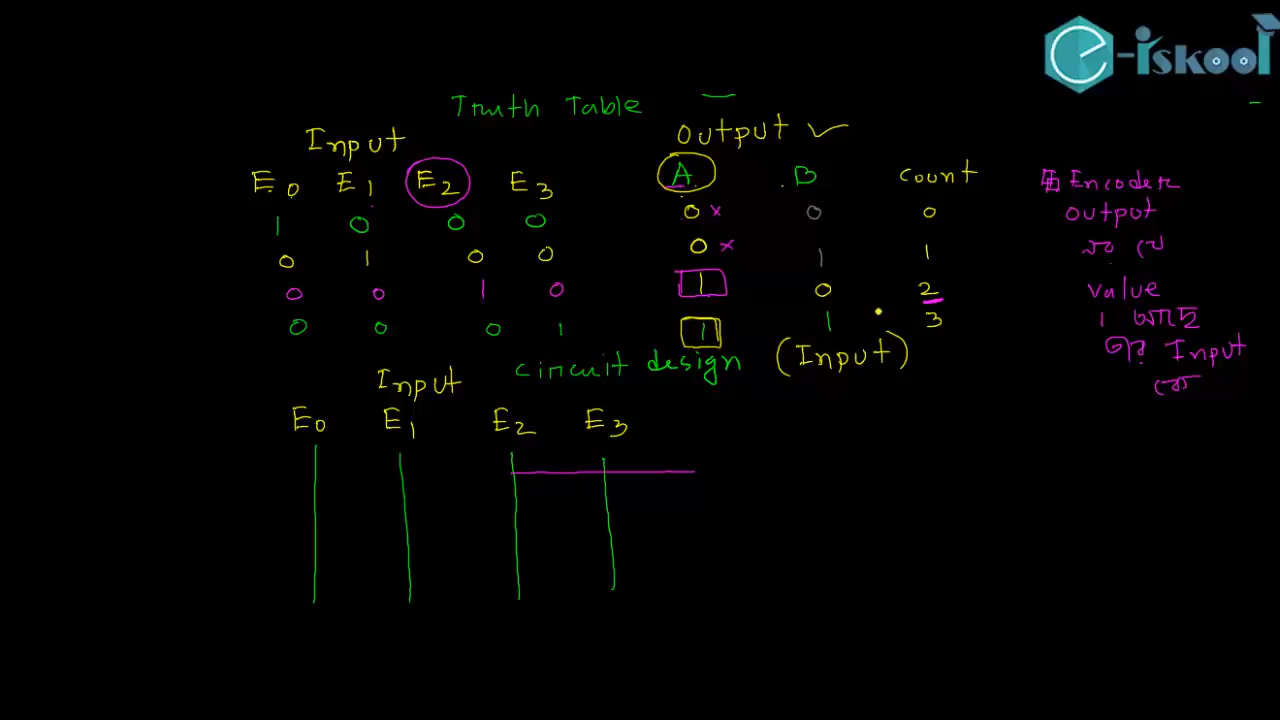 e-iskool
Truth Table
Input Output ✓
E0 E1 E2 E3 A B count
1 0 0 0 0 x 0 0
0 1 0 0 0 x 1 1
0 0 1 0 1 0 2
0 0 0 1 1 1 3
Encoder
output
value
1
Input
circuit design (Input)
Input
E0 E1 E2 E3